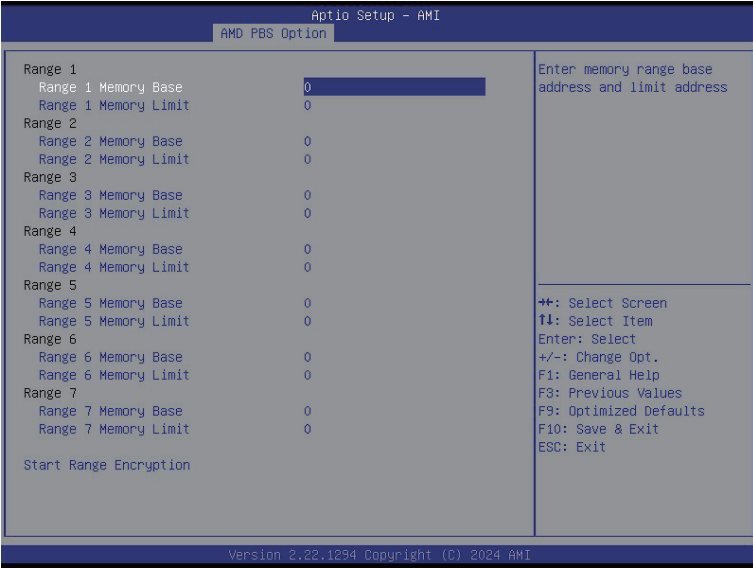 Aptio Setup – AMI
AMD PBS Option
Range 1
Range 1 Memory Base 0
Range 1 Memory Limit 0
Range 2
Range 2 Memory Base 0
Range 2 Memory Limit 0
Range 3
Range 3 Memory Base 0
Range 3 Memory Limit 0
Range 4
Range 4 Memory Base 0
Range 4 Memory Limit 0
Range 5
Range 5 Memory Base 0
Range 5 Memory Limit 0
Range 6
Range 6 Memory Base 0
Range 6 Memory Limit 0
Range 7
Range 7 Memory Base 0
Range 7 Memory Limit 0
Start Range Encryption
Enter memory range base
address and limit address
→←: Select Screen
↑↓: Select Item
Enter: Select
+/-: Change Opt.
F1: General Help
F3: Previous Values
F9: Optimized Defaults
F10: Save & Exit
ESC: Exit
Version 2.22.1294 Copyright (C) 2024 AMI